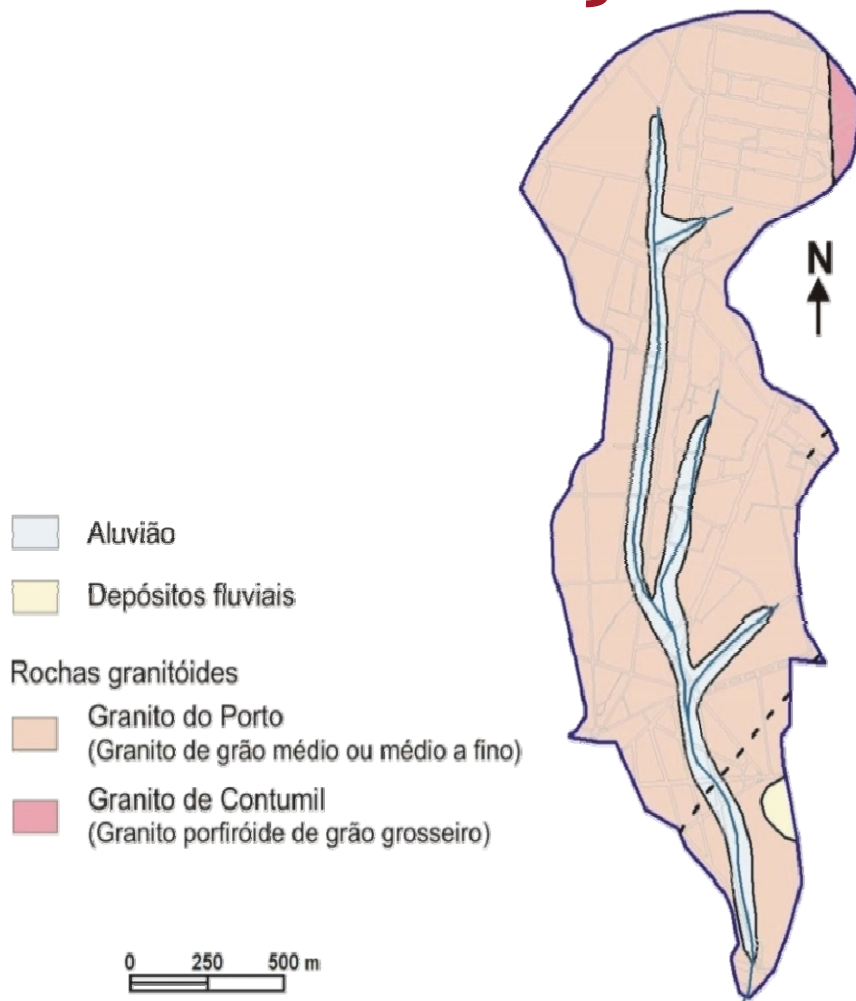 N
Aluvião
Depósitos fluviais
Rochas granitóides
Granito do Porto
(Granito de grão médio ou médio a fino)
Granito de Contumil
(Granito porfiróide de grão grosseiro)
0 250 500 m